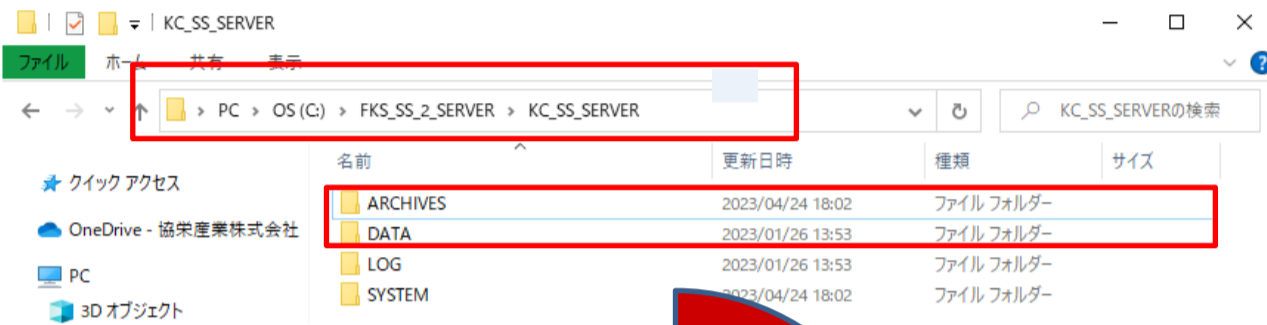 KC_SS_SERVER
ファイル ホーム 共有 表示
PC > OS (C:) > FKS_SS_2_SERVER > KC_SS_SERVER
KC_SS_SERVERの検索
名前 更新日時 種類 サイズ
クイック アクセス
OneDrive - 協栄産業株式会社
PC
3D オブジェクト
ARCHIVES 2023/04/24 18:02 ファイル フォルダー
DATA 2023/01/26 13:53 ファイル フォルダー
LOG 2023/01/26 13:53 ファイル フォルダー
SYSTEM 2023/04/24 18:02 ファイル フォルダー